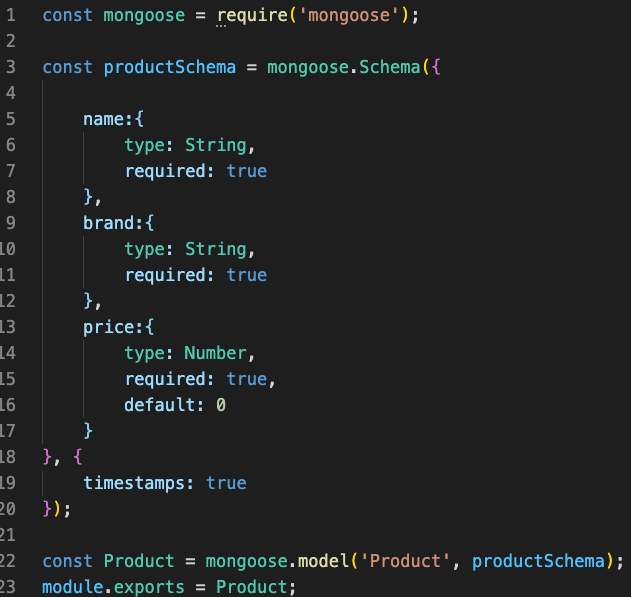 1 const mongoose = require('mongoose');
2
3 const productSchema = mongoose.Schema({
4
5     name:{
6         type: String,
7         required: true
8     },
9     brand:{
10         type: String,
11         required: true
12     },
13     price:{
14         type: Number,
15         required: true,
16         default: 0
17     }
18 }, {
19     timestamps: true
20 });
21
22 const Product = mongoose.model('Product', productSchema);
23 module.exports = Product;